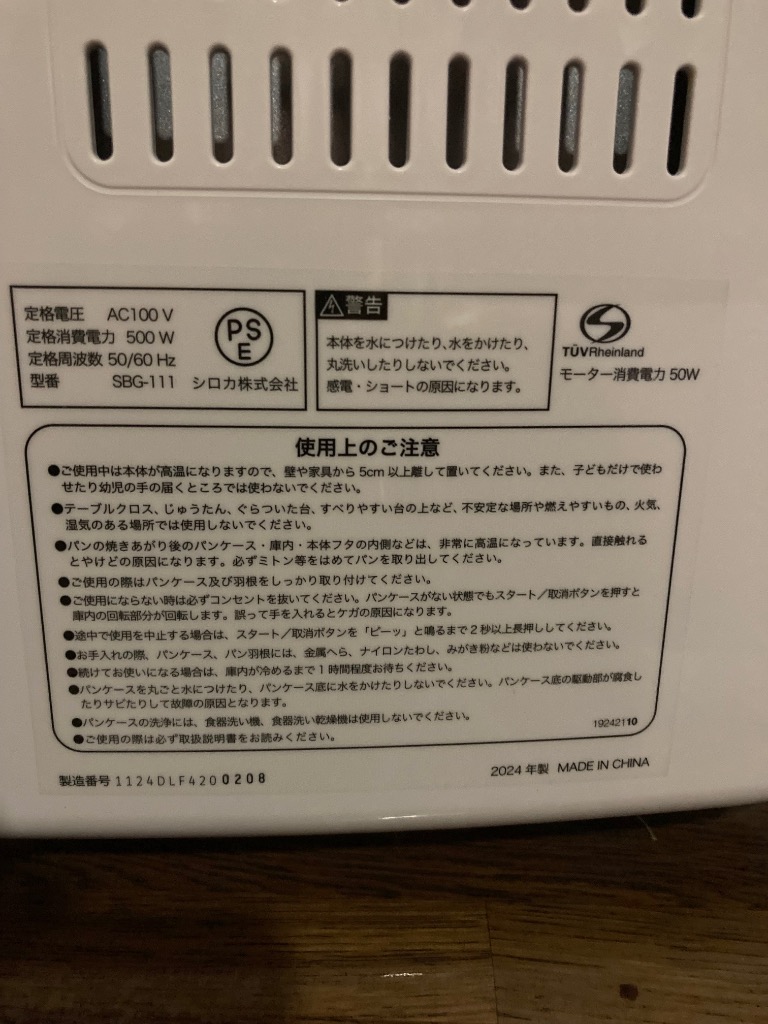 定格電圧 AC100 V
定格消費電力 500 W
定格周波数 50/60 Hz
型番 SBG-111
PS
E
シロカ株式会社
警告
本体を水につけたり、水をかけたり、
丸洗いしたりしないでください。
感電・ショートの原因になります。
TÜVRheinland
モーター消費電力 50W
使用上のご注意
●ご使用中は本体が高温になりますので、壁や家具から5cm以上離して置いてください。また、子どもだけで使わ
せたり幼児の手の届くところでは使わないでください。
●テーブルクロス、じゅうたん、ぐらついた台、すべりやすい台の上など、不安定な場所や燃えやすいもの、火気、
湿気のある場所では使用しないでください。
●パンの焼きあがり後のパンケース・庫内・本体フタの内側などは、非常に高温になっています。直接触れる
とやけどの原因になります。必ずミトン等をはめてパンを取り出してください。
●ご使用の際はパンケース及び羽根をしっかり取り付けてください。
●ご使用にならない時は必ずコンセントを抜いてください。パンケースがない状態でもスタート／取消ボタンを押すと
庫内の回転部分が回転します。誤って手を入れるとケガの原因になります。
●途中で使用を中止する場合は、スタート／取消ボタンを「ピーッ」と鳴るまで2秒以上長押ししてください。
●お手入れの際、パンケース、パン羽根には、金属へら、ナイロンたわし、みがき粉などは使わないでください。
●続けてお使いになる場合は、庫内が冷めるまで1時間程度お待ちください。
●パンケースを丸ごと水につけたり、パンケース底に水をかけたりしないでください。パンケース底の駆動部が腐食し
たりサビたりして故障の原因となります。
●パンケースの洗浄には、食器洗い機、食器洗い乾燥機は使用しないでください。
●ご使用の際は必ず取扱説明書をお読みください。
19242110
製造番号 1124DLF4200208
2024 年製 MADE IN CHINA